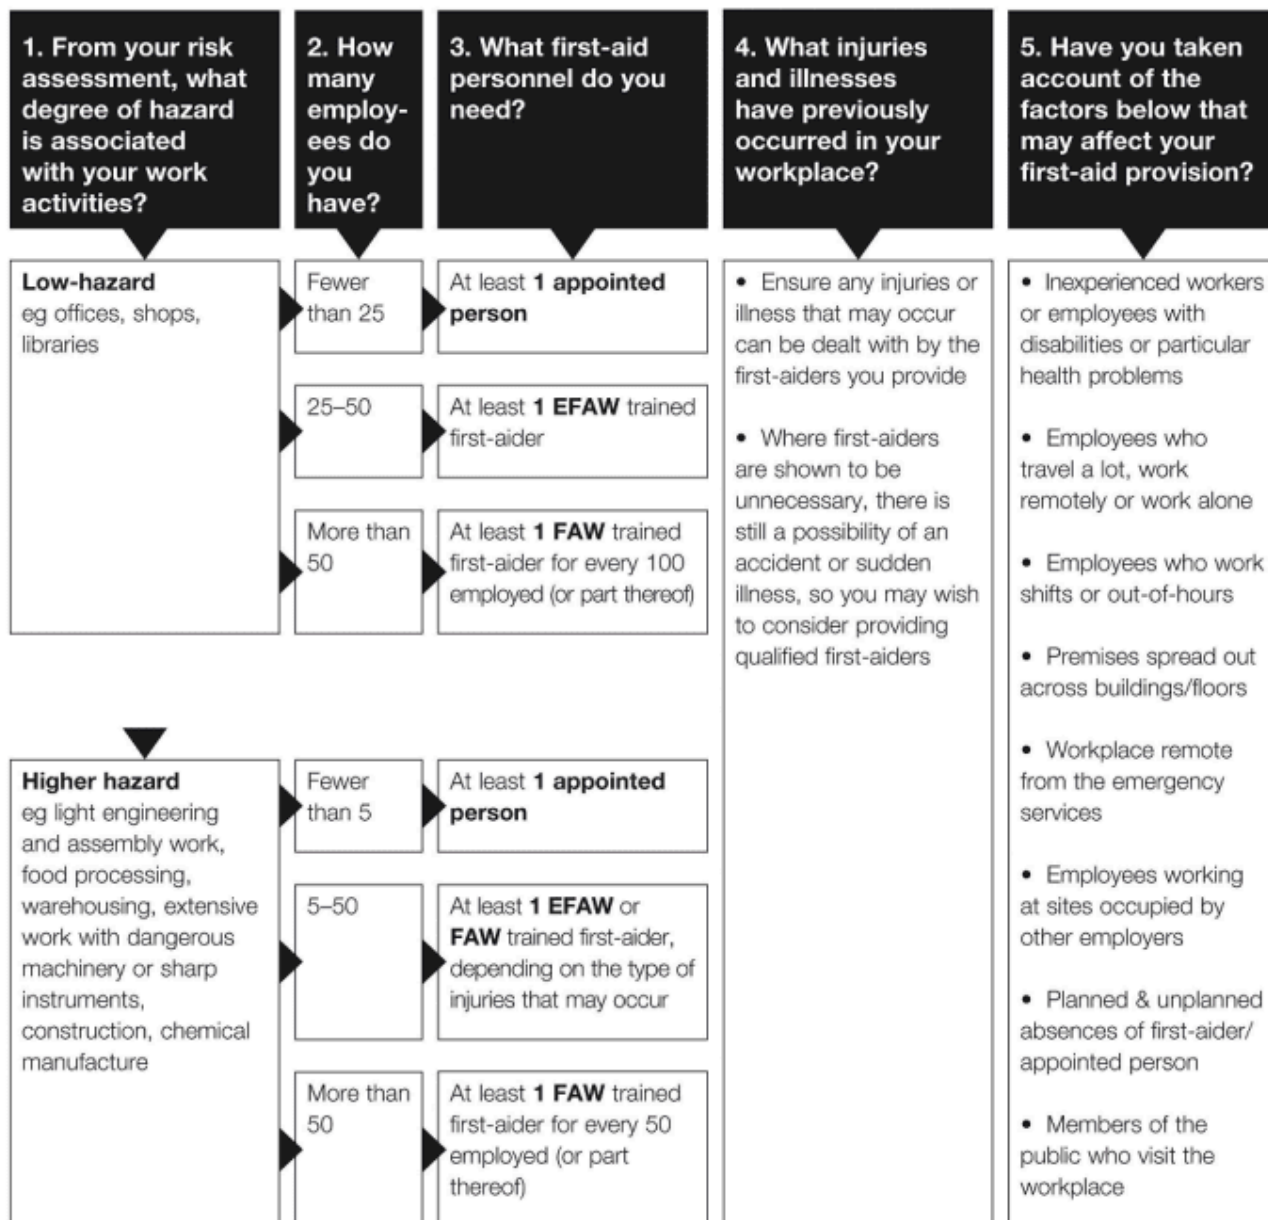 1. From your risk
assessment, what
degree of hazard
is associated
with your work
activities?
2. How
many
employ-
ees do
you
have?
3. What first-aid
personnel do you
need?
4. What injuries
and illnesses
have previously
occurred in your
workplace?
5. Have you taken
account of the
factors below that
may affect your
first-aid provision?
Low-hazard
eg offices, shops,
libraries
Fewer
than 25
At least 1 appointed
person
25–50
At least 1 EFAW trained
first-aider
More than
50
At least 1 FAW trained
first-aider for every 100
employed (or part thereof)
Higher hazard
eg light engineering
and assembly work,
food processing,
warehousing, extensive
work with dangerous
machinery or sharp
instruments,
construction, chemical
manufacture
Fewer
than 5
At least 1 appointed
person
5–50
At least 1 EFAW or
FAW trained first-aider,
depending on the type of
injuries that may occur
More than
50
At least 1 FAW trained
first-aider for every 50
employed (or part
thereof)
• Ensure any injuries or
illness that may occur
can be dealt with by the
first-aiders you provide
• Where first-aiders
are shown to be
unnecessary, there is
still a possibility of an
accident or sudden
illness, so you may wish
to consider providing
qualified first-aiders
• Inexperienced workers
or employees with
disabilities or particular
health problems
• Employees who
travel a lot, work
remotely or work alone
• Employees who work
shifts or out-of-hours
• Premises spread out
across buildings/floors
• Workplace remote
from the emergency
services
• Employees working
at sites occupied by
other employers
• Planned & unplanned
absences of first-aider/
appointed person
• Members of the
public who visit the
workplace